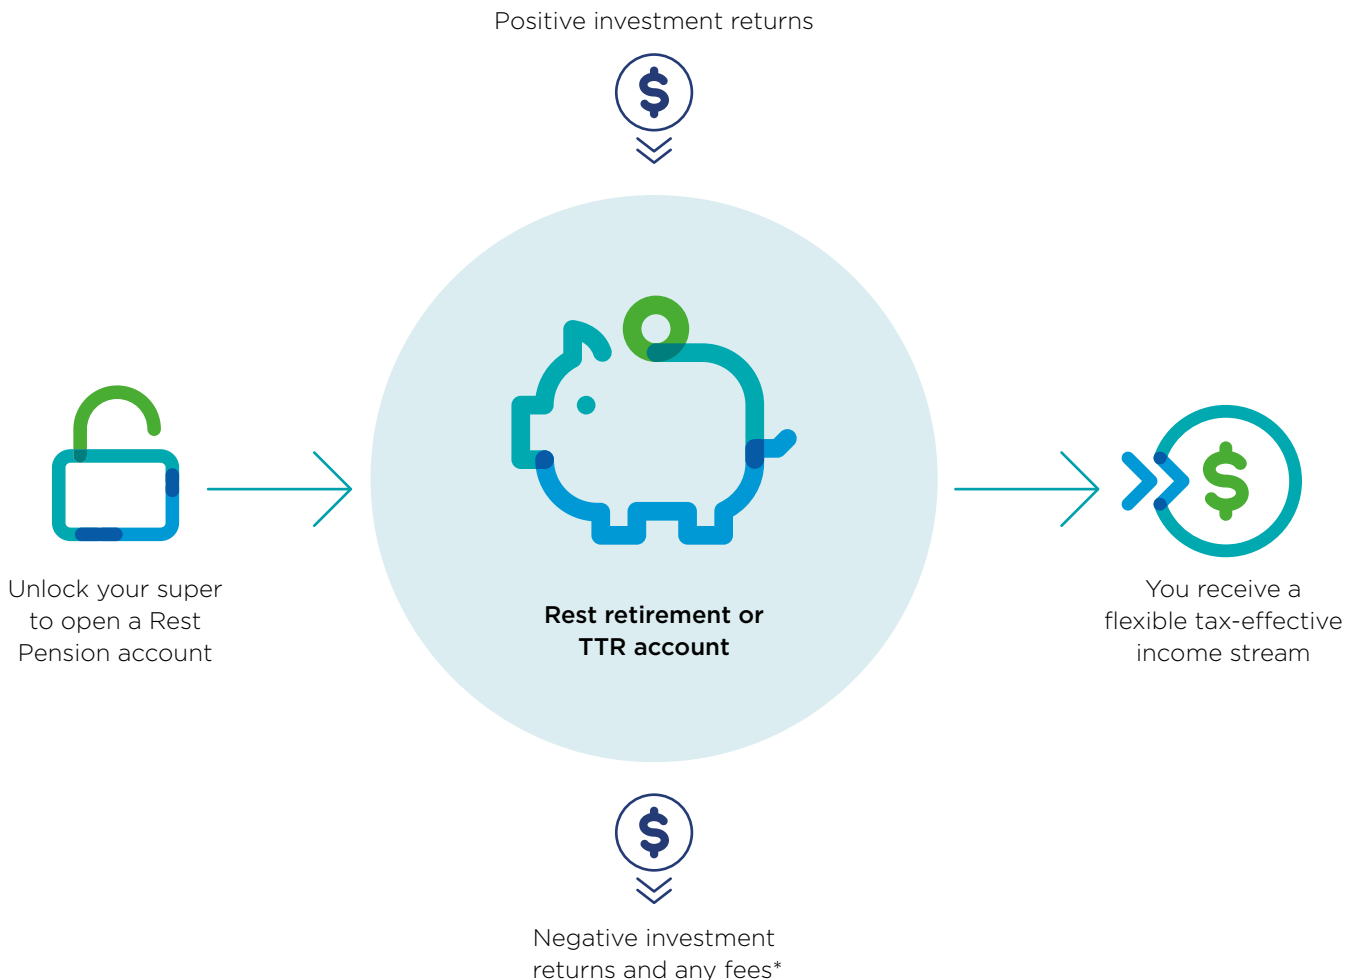 Positive investment returns
$
Unlock your super
to open a Rest
Pension account
Rest retirement or
TTR account
$
You receive a
flexible tax-effective
income stream
$
Negative investment
returns and any fees*